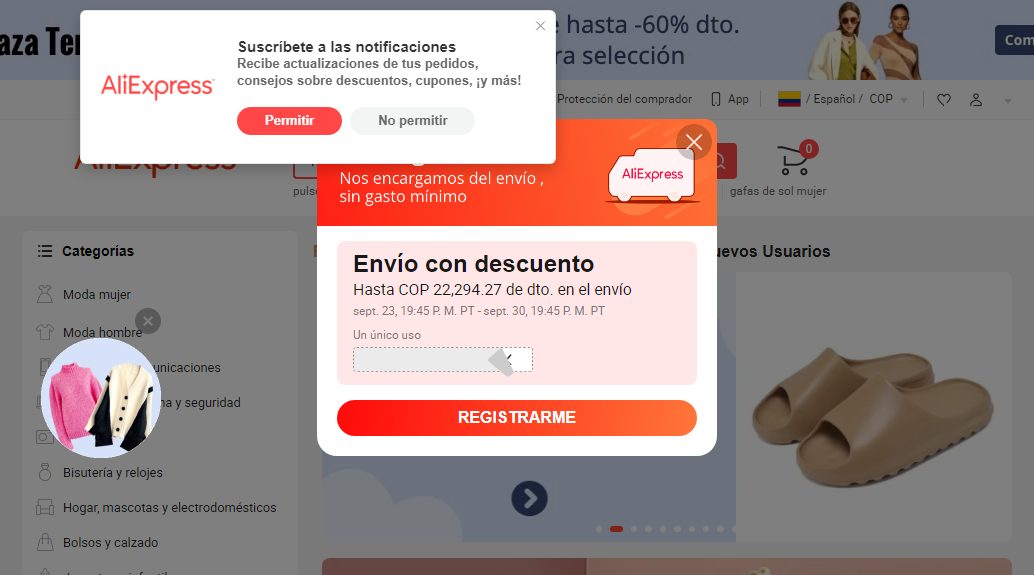 hasta -60% dto.
ra selección
Com
Suscríbete a las notificaciones
Recibe actualizaciones de tus pedidos,
consejos sobre descuentos, cupones, ¡y más!
AliExpress
Permitir
No permitir
Protección del comprador
App
/ Español / COP
0
AliExpress
gafas de sol mujer
Nos encargamos del envío ,
sin gasto mínimo
AliExpress
Categorías
uevos Usuarios
Envío con descuento
Hasta COP 22,294.27 de dto. en el envío
sept. 23, 19:45 P. M. PT - sept. 30, 19:45 P. M. PT
Un único uso
REGISTRARME
Moda mujer
Moda hombre
unicaciones
na y seguridad
Bisutería y relojes
Hogar, mascotas y electrodomésticos
Bolsos y calzado